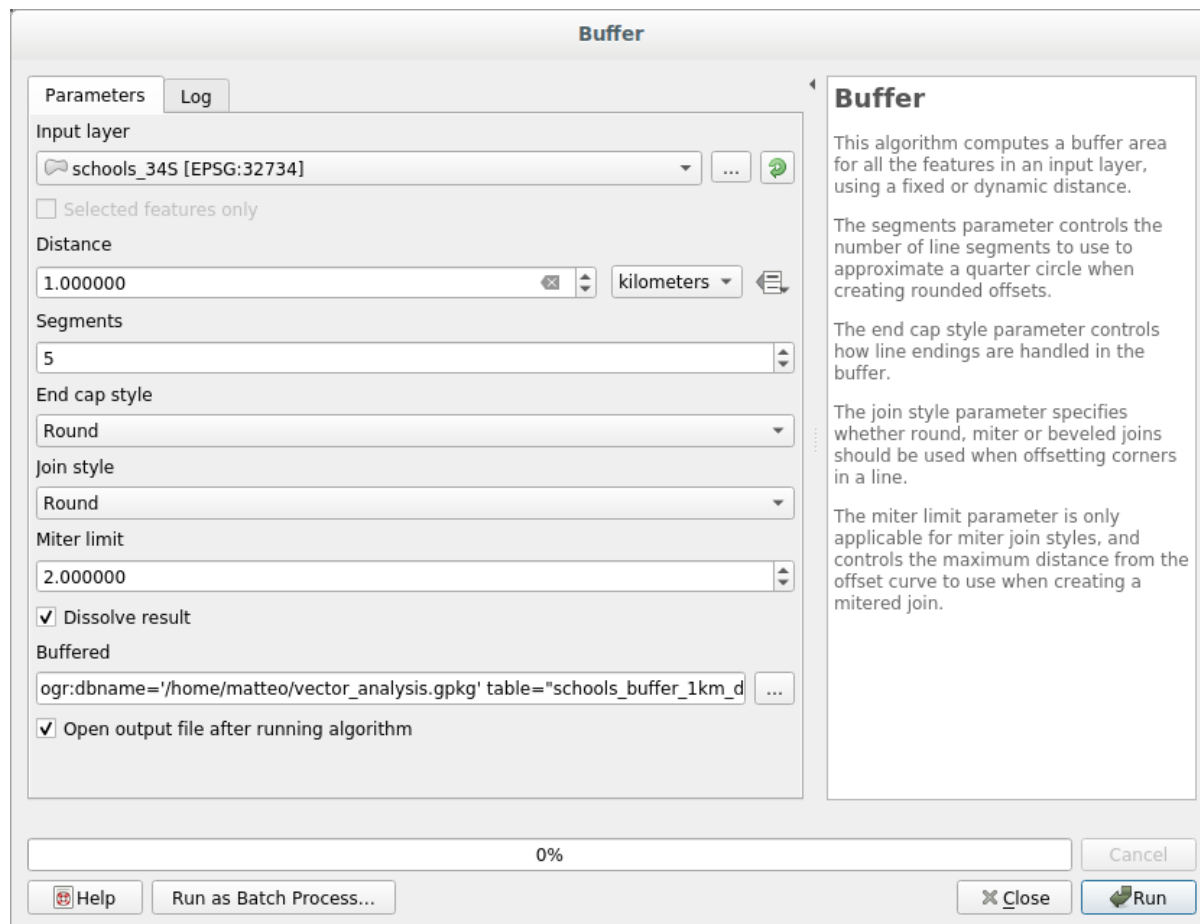 Buffer
Parameters
Log
Input layer
schools_34S [EPSG:32734]
...
Selected features only
Distance
1.000000
kilometers
Segments
5
End cap style
Round
Join style
Round
Miter limit
2.000000
Dissolve result
Buffered
ogr:dbname='/home/matteo/vector_analysis.gpkg' table="schools_buffer_1km_d
...
Open output file after running algorithm
Buffer
This algorithm computes a buffer area
for all the features in an input layer,
using a fixed or dynamic distance.
The segments parameter controls the
number of line segments to use to
approximate a quarter circle when
creating rounded offsets.
The end cap style parameter controls
how line endings are handled in the
buffer.
The join style parameter specifies
whether round, miter or beveled joins
should be used when offsetting corners
in a line.
The miter limit parameter is only
applicable for miter join styles, and
controls the maximum distance from the
offset curve to use when creating a
mitered join.
0%
Cancel
Help
Run as Batch Process...
Close
Run